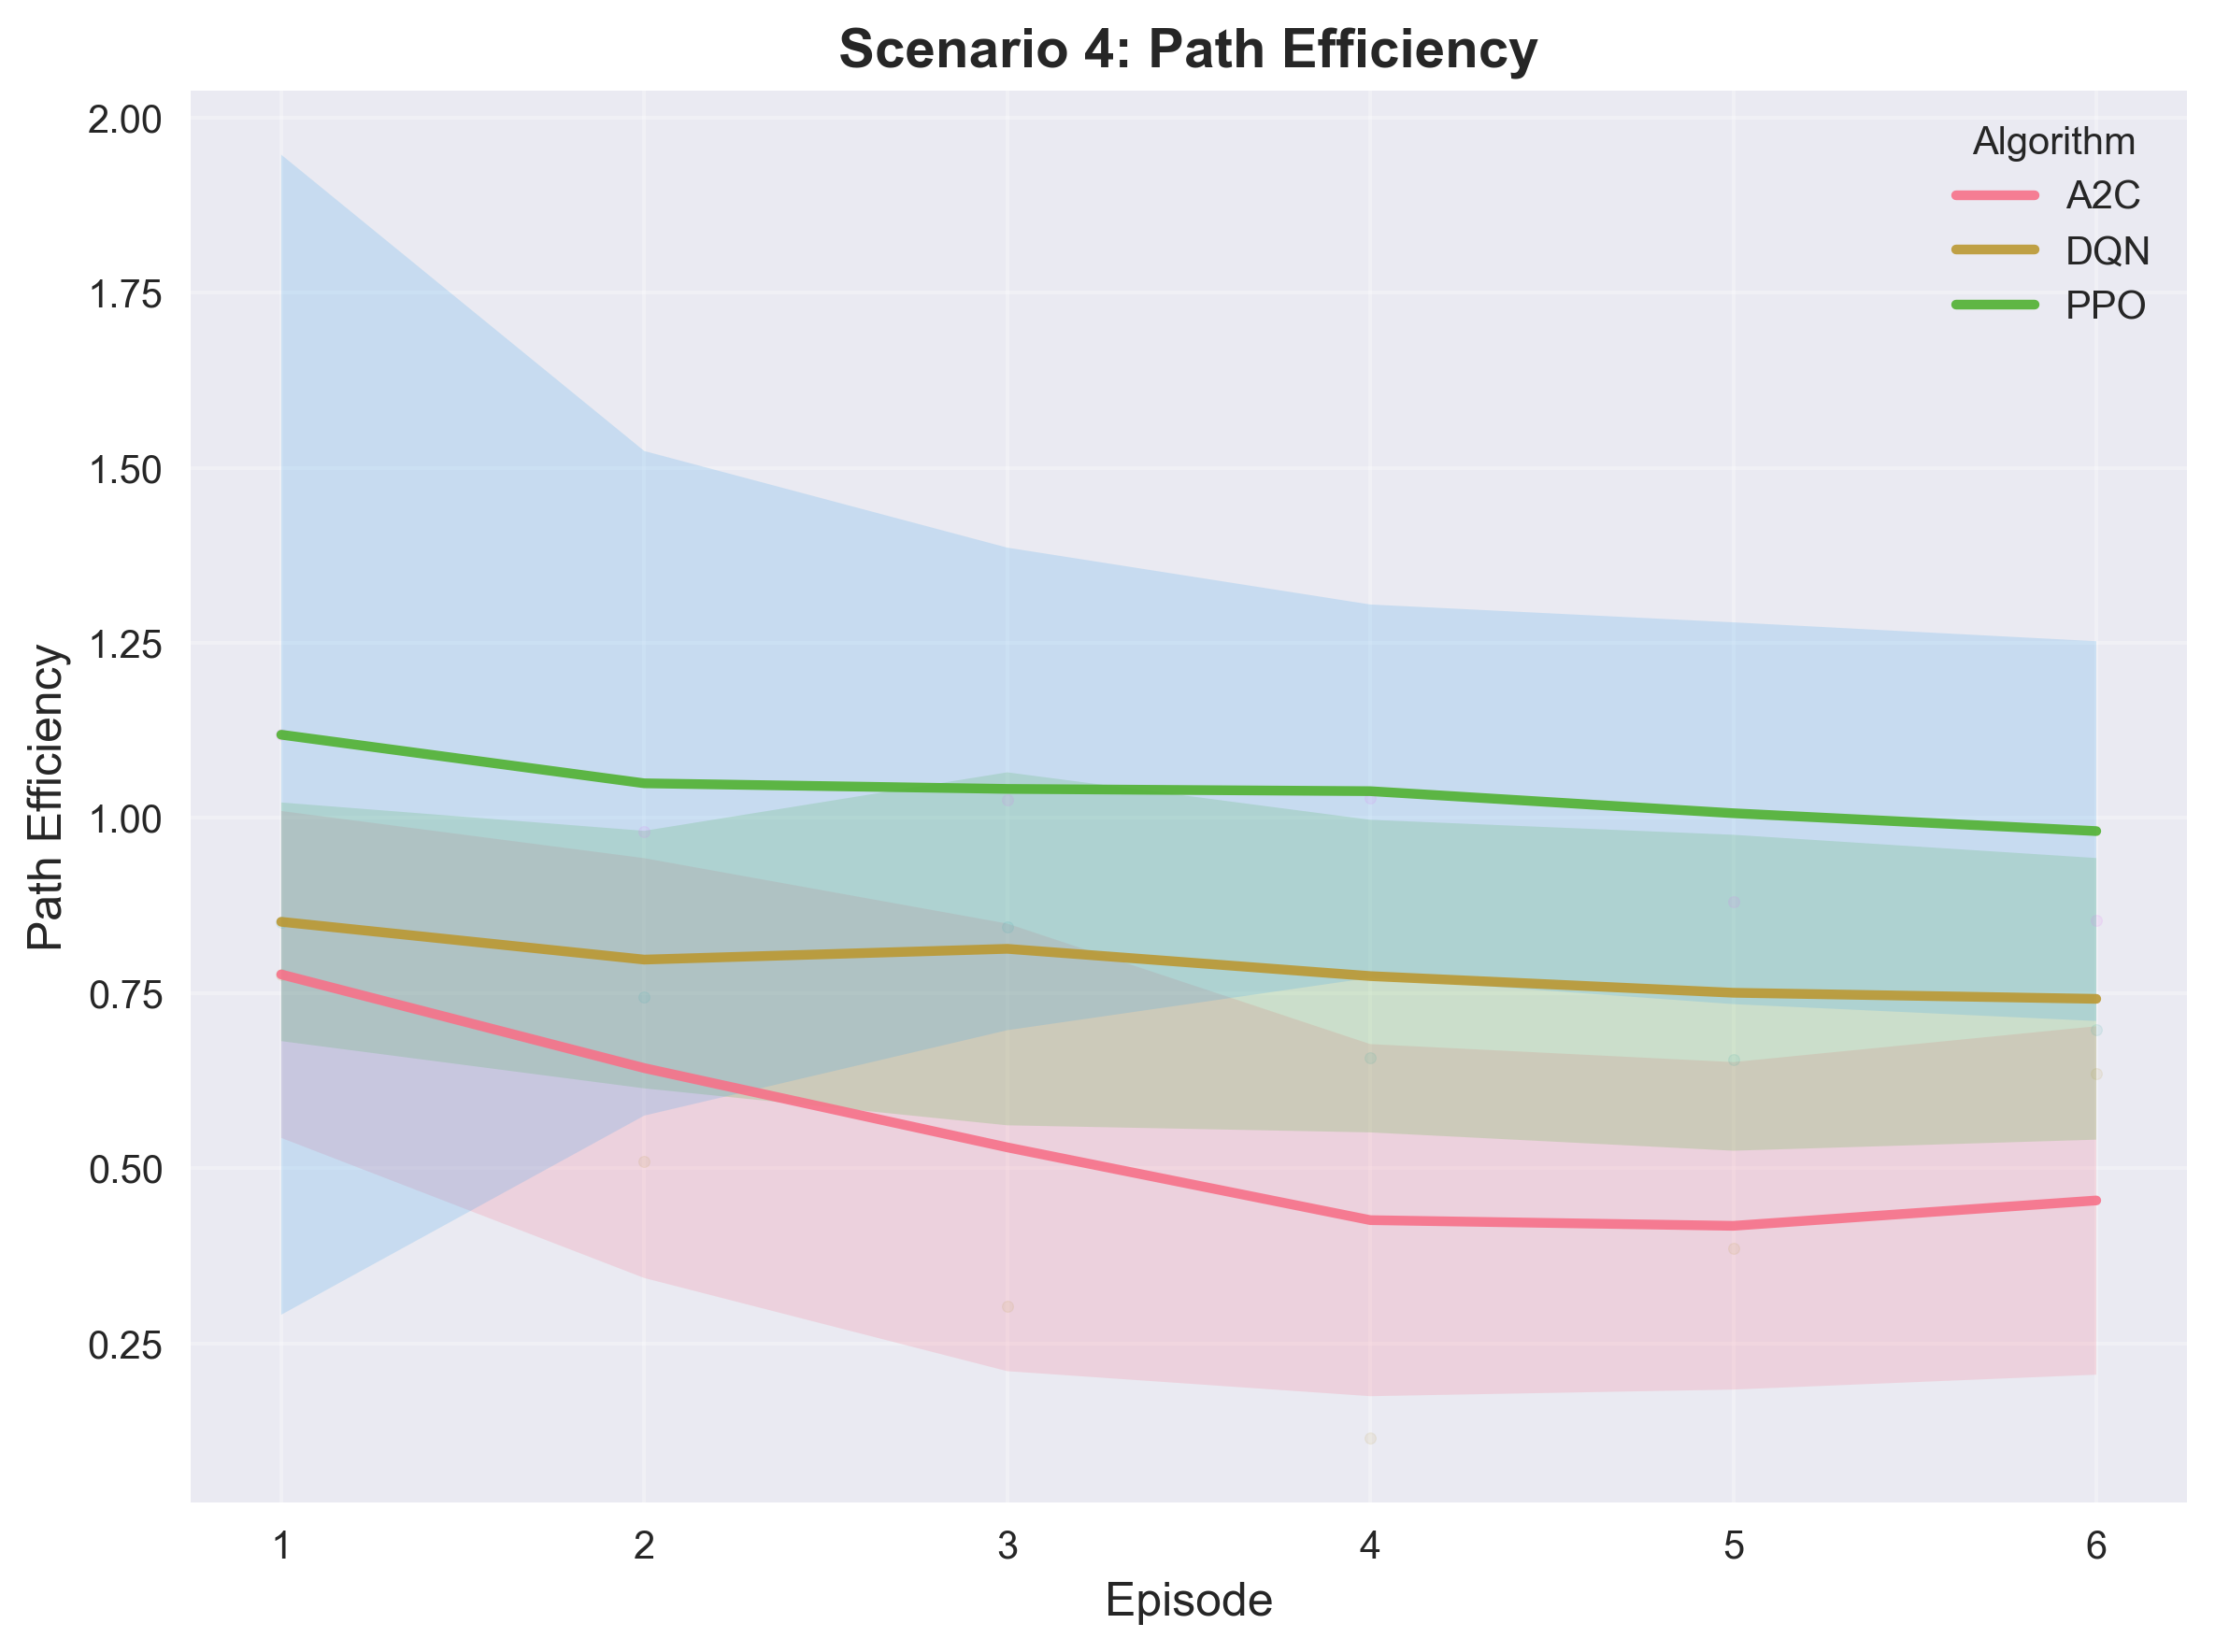 Scenario 4: Path Efficiency
Algorithm
A2C
DQN
PPO
Path Efficiency
2.00
1.75
1.50
1.25
1.00
0.75
0.50
0.25
1 2 3 4 5 6
Episode